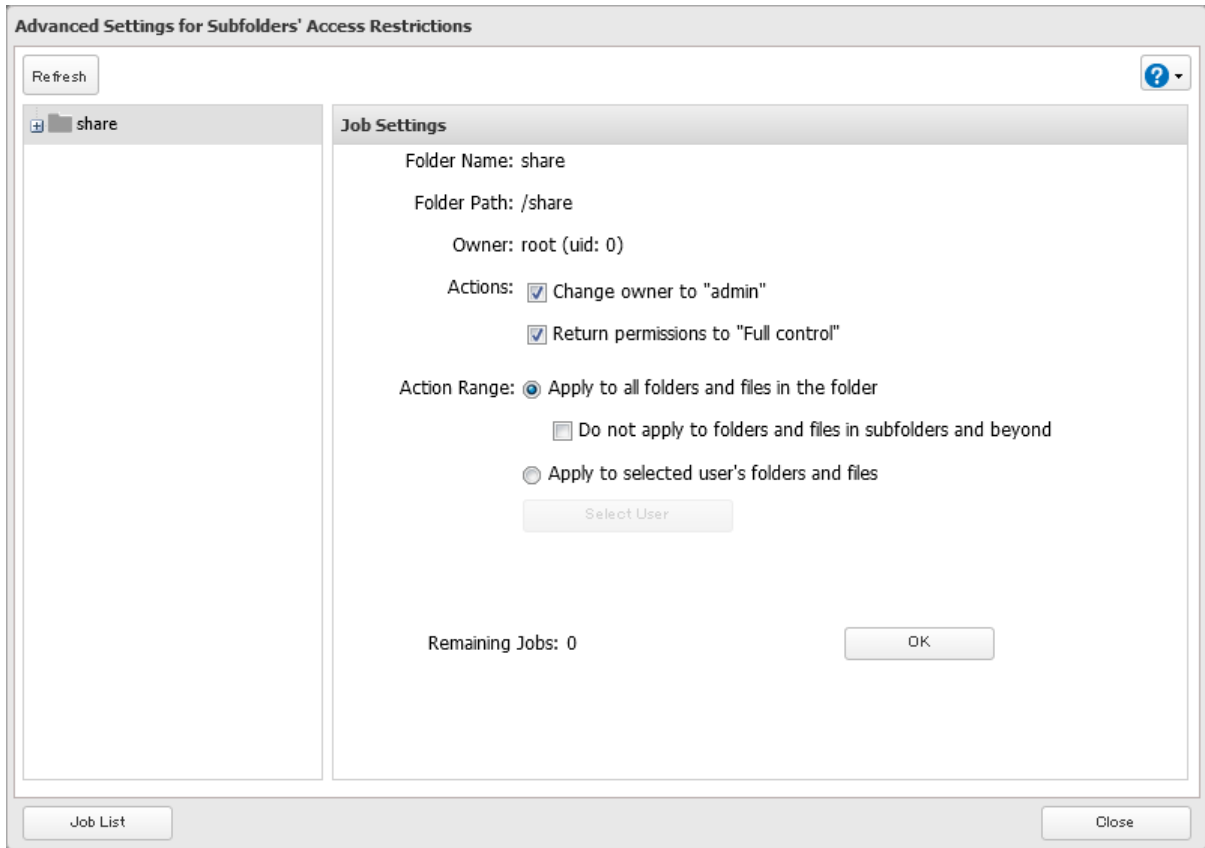 Advanced Settings for Subfolders' Access Restrictions
Refresh
?
share
Job Settings
Folder Name: share
Folder Path: /share
Owner: root (uid: 0)
Actions: Change owner to "admin"
Return permissions to "Full control"
Action Range: Apply to all folders and files in the folder
Do not apply to folders and files in subfolders and beyond
Apply to selected user's folders and files
Select User
Remaining Jobs: 0
OK
Job List
Close